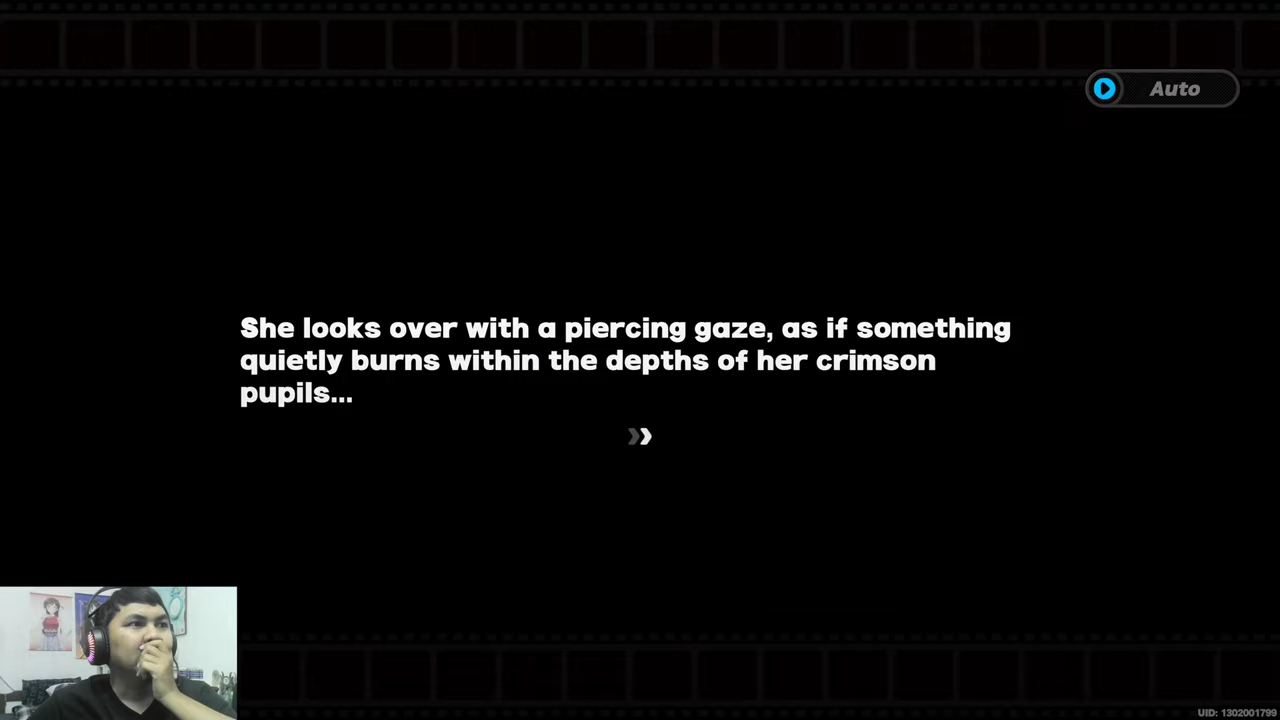 Auto
She looks over with a piercing gaze, as if something
quietly burns within the depths of her crimson
pupils...
UID: 1302001799